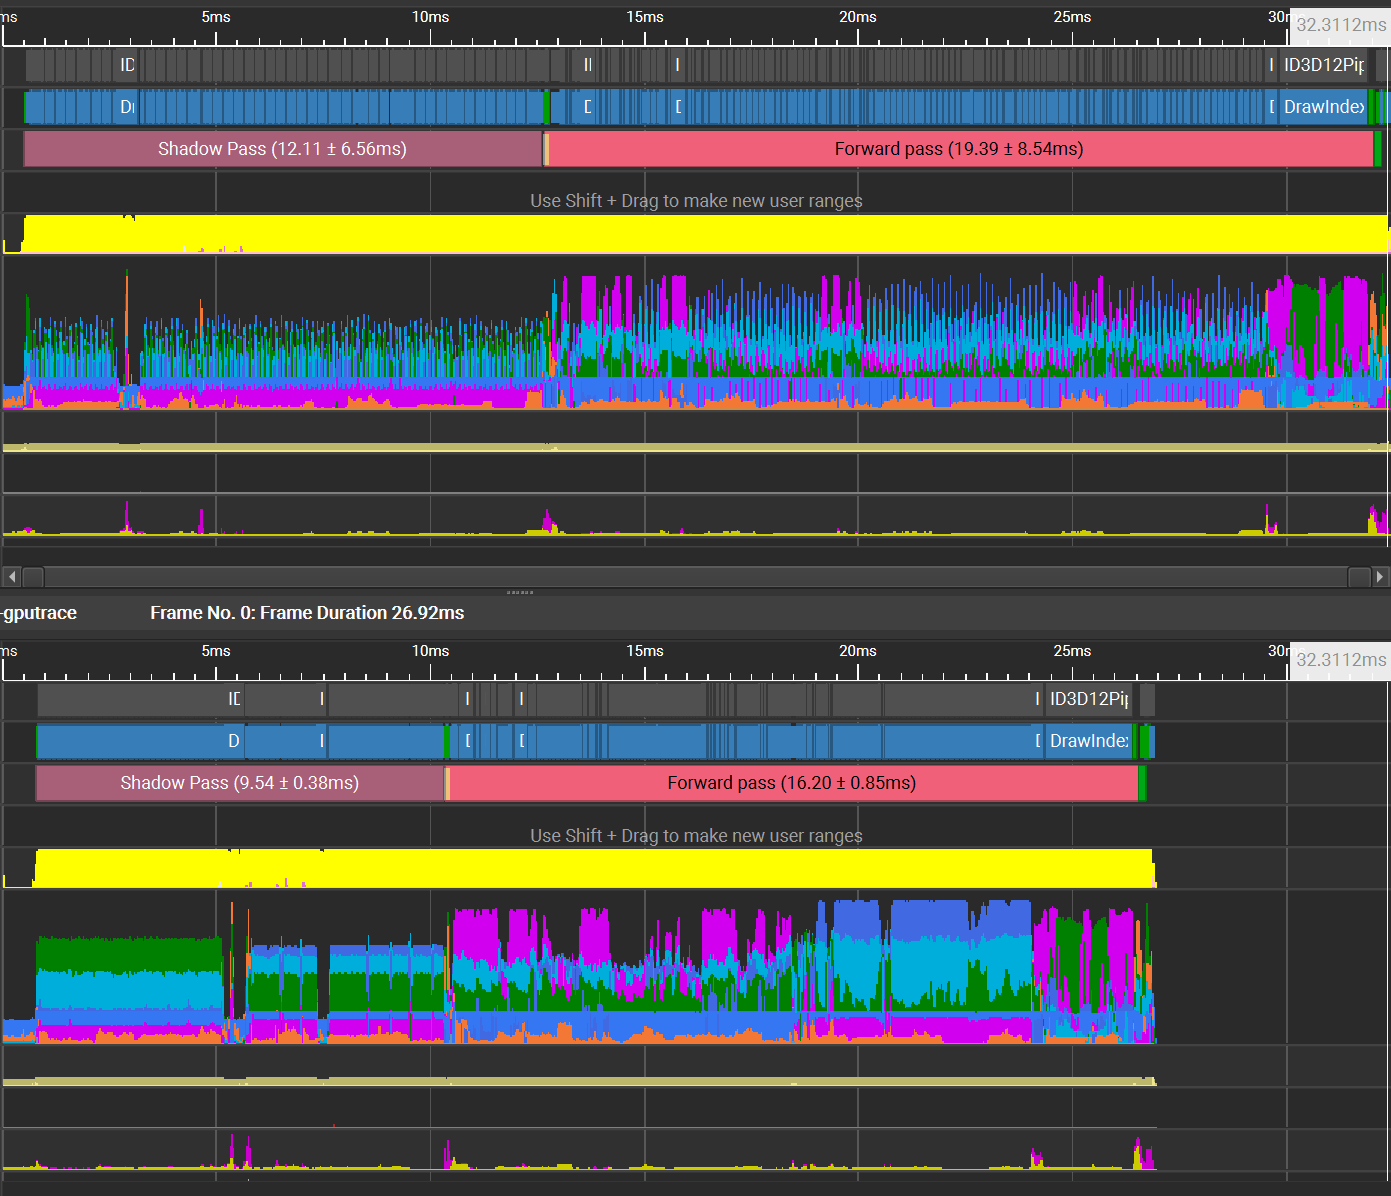 ms 5ms 10ms 15ms 20ms 25ms 30m 32.3112ms
ID II I I ID3D12Pip
Dr D D D DrawIndex
Shadow Pass (12.11 ± 6.56ms) Forward pass (19.39 ± 8.54ms)
Use Shift + Drag to make new user ranges
-gputrace Frame No. 0: Frame Duration 26.92ms
ms 5ms 10ms 15ms 20ms 25ms 30m 32.3112ms
ID I I I I ID3D12Pip
D I D D D DrawIndex
Shadow Pass (9.54 ± 0.38ms) Forward pass (16.20 ± 0.85ms)
Use Shift + Drag to make new user ranges